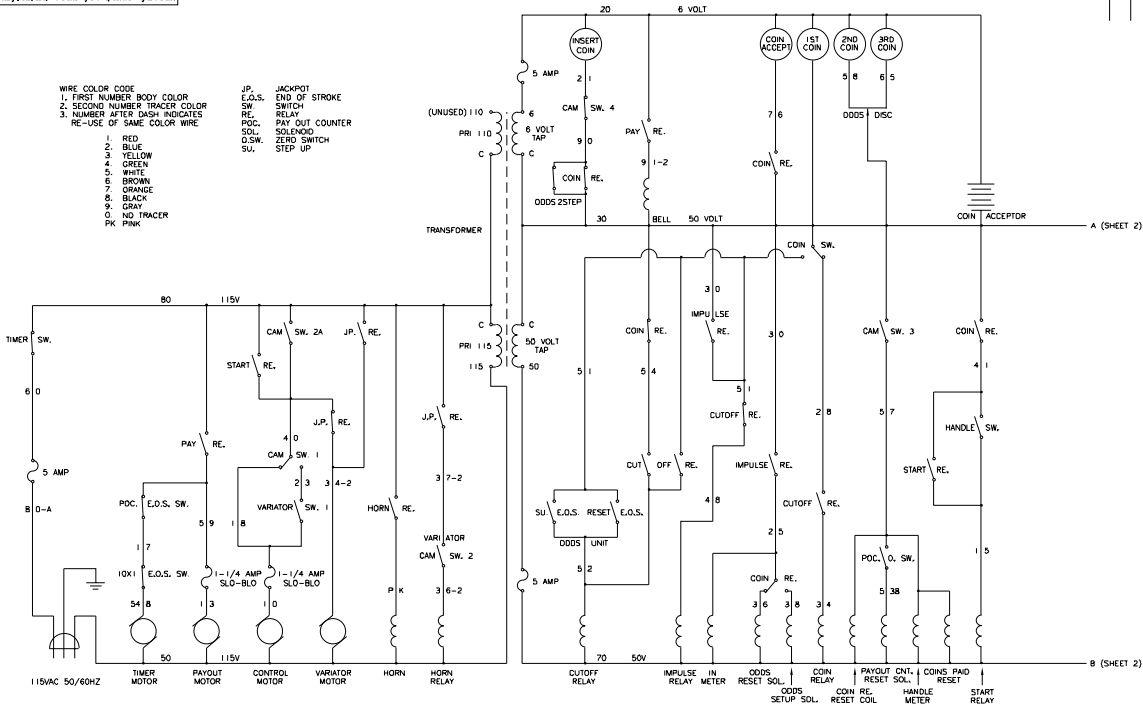 20 6 VOLT
INSERT COIN
COIN ACCEPT
1ST COIN
2ND COIN
3RD COIN
5 AMP
2 1
5 8
6 5
WIRE COLOR CODE
1. FIRST NUMBER BODY COLOR
2. SECOND NUMBER TRACER COLOR
3. NUMBER AFTER DASH INDICATES
RE-USE OF SAME COLOR WIRE
1. RED
2. BLUE
3. YELLOW
4. GREEN
5. WHITE
6. BROWN
7. ORANGE
8. BLACK
9. GRAY
0. NO TRACER
PK PINK
JP. JACKPOT
E.O.S. END OF STROKE
SW. SWITCH
RE. RELAY
POC. PAY OUT COUNTER
SOL. SOLENOID
O.SW. ZERO SWITCH
SU. STEP UP
(UNUSED) 110
6
CAM SW. 4
PRI 110
6 VOLT TAP
PAY RE.
7 6
ODDS DISC
C
C
9 0
9 1-2
COIN RE.
COIN RE.
ODDS 2STEP
COIN ACCEPTOR
30 BELL 50 VOLT
A (SHEET 2)
TRANSFORMER
COIN SW.
80 115V
3 0
IMPULSE RE.
TIMER SW.
CAM SW. 2A
JP. RE.
C
C
PRI 115
50 VOLT TAP
115
50
COIN RE.
3 0
CAM SW. 3
COIN RE.
START RE.
4 1
6 0
5 1
5 4
5 1
J.P. RE.
J.P. RE.
CUTOFF RE.
2 8
5 7
HANDLE SW.
PAY RE.
4 0
CAM SW. 1
5 AMP
2 3
3 4-2
3 7-2
CUT OFF RE.
IMPULSE RE.
START RE.
8 0-A
POC. E.O.S. SW.
5 9
1 8
VARIATOR SW. 1
HORN RE.
SU. E.O.S.
RESET E.O.S.
4 8
CUTOFF RE.
ODDS UNIT
2 5
1 7
VARIATOR CAM SW. 2
POC. O. SW.
1 5
10X1 E.O.S. SW.
1-1/4 AMP SLO-BLO
1-1/4 AMP SLO-BLO
5 2
5 AMP
COIN RE.
54 8
1 3
1 0
P K
3 6-2
3 6
3 8
3 4
5 38
50 115V
70 50V
B (SHEET 2)
115VAC 50/60HZ
TIMER MOTOR
PAYOUT MOTOR
CONTROL MOTOR
VARIATOR MOTOR
HORN
HORN RELAY
CUTOFF RELAY
IMPULSE RELAY
IN METER
ODDS RESET SOL.
ODDS SETUP SOL.
COIN RELAY
COIN RE. RESET COIL
PAYOUT CNT. RESET SOL.
HANDLE METER
COINS PAID RESET
START RELAY